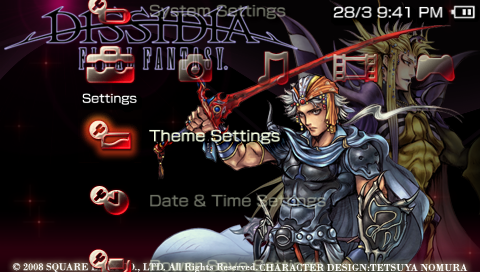 System Settings
28/3 9:41 PM
DISSIDIA
FINAL FANTASY.
Settings
Theme Settings
Date & Time Settings
© 2008 SQUARE LTD. All Rights Reserved. CHARACTER DESIGN:TETSUYA NOMURA